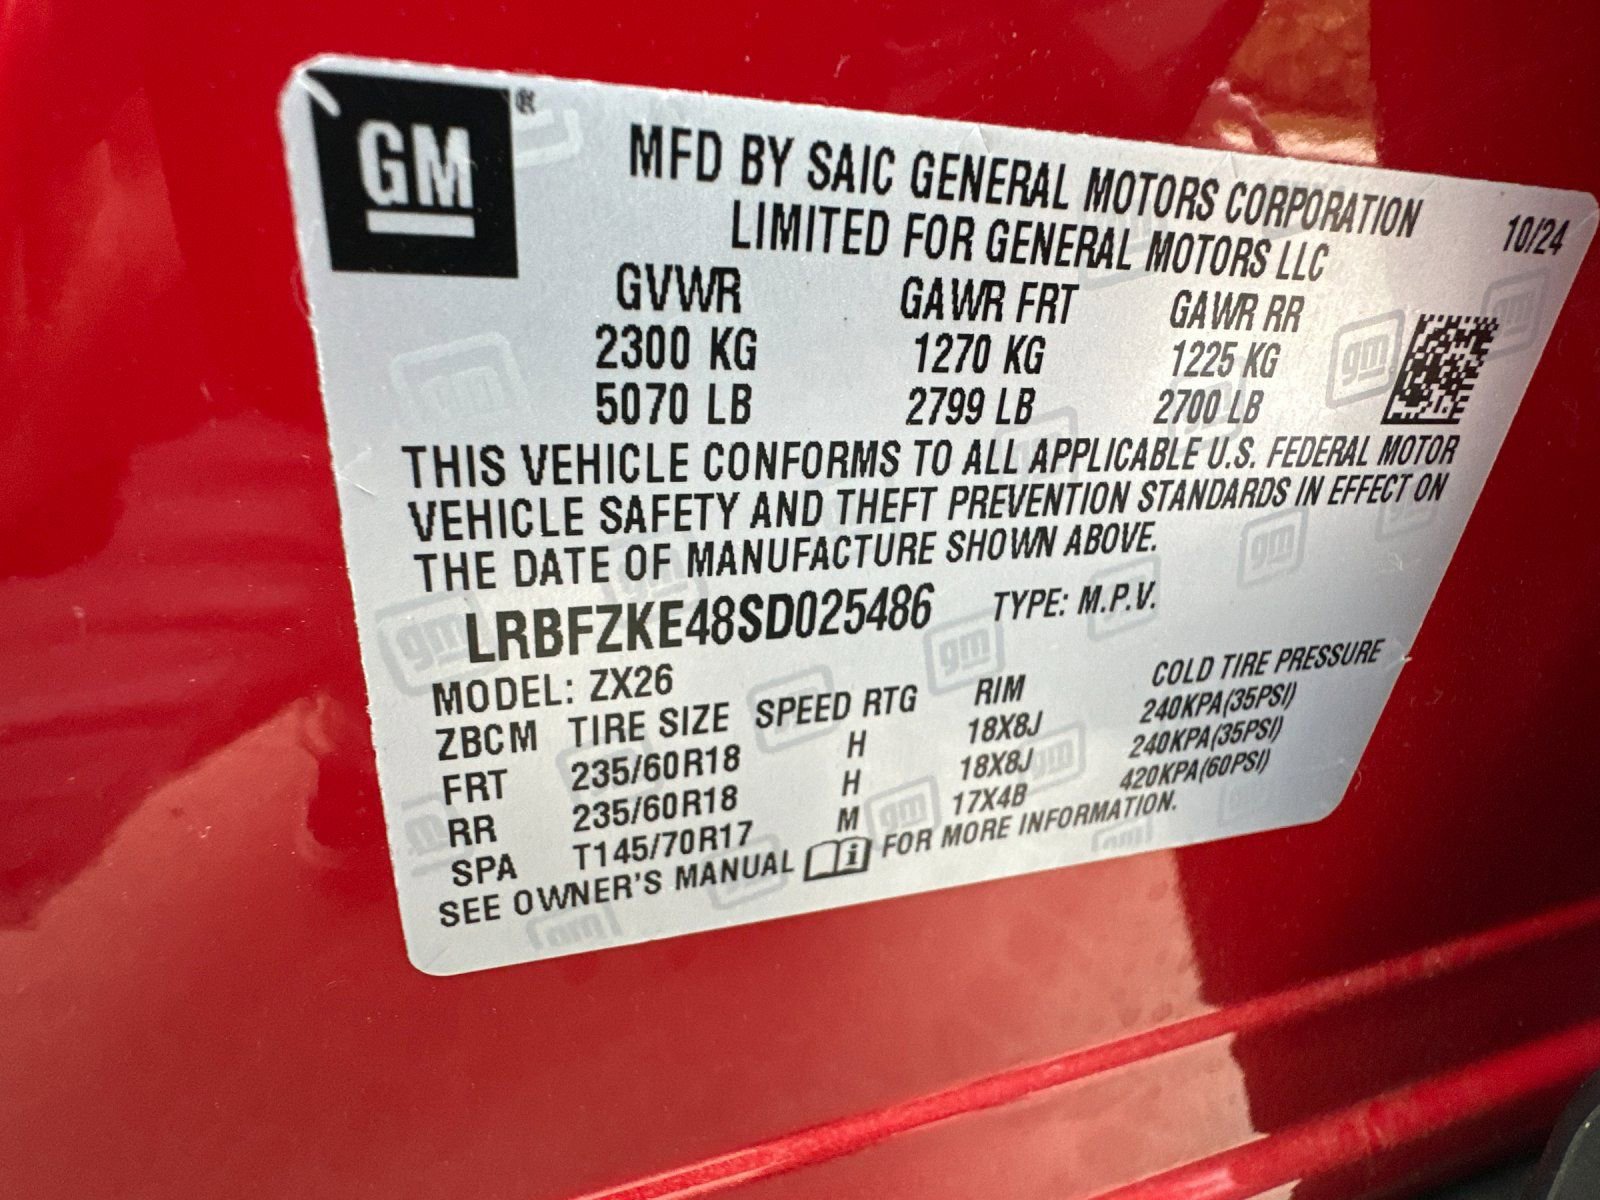 GM®
MFD BY SAIC GENERAL MOTORS CORPORATION
LIMITED FOR GENERAL MOTORS LLC
10/24
GVWR GAWR FRT GAWR RR
2300 KG 1270 KG 1225 KG
5070 LB 2799 LB 2700 LB
THIS VEHICLE CONFORMS TO ALL APPLICABLE U.S. FEDERAL MOTOR
VEHICLE SAFETY AND THEFT PREVENTION STANDARDS IN EFFECT ON
THE DATE OF MANUFACTURE SHOWN ABOVE.
LRBFZKE48SD025486 TYPE: M.P.V.
MODEL: ZX26
ZBCM TIRE SIZE SPEED RTG RIM COLD TIRE PRESSURE
FRT 235/60R18 H 18X8J 240KPA(35PSI)
RR 235/60R18 H 18X8J 240KPA(35PSI)
SPA T145/70R17 M 17X4B 420KPA(60PSI)
SEE OWNER'S MANUAL i FOR MORE INFORMATION.